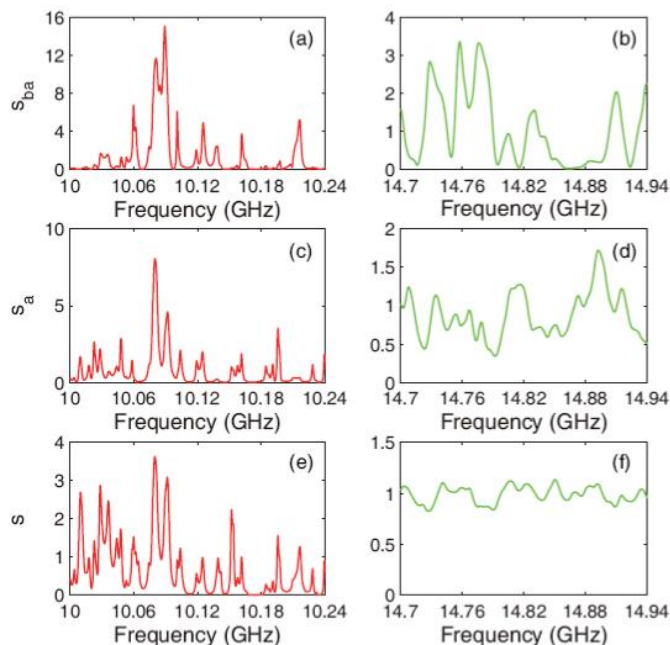 16
12
8
4
0
s_ba
(a)
10 10.06 10.12 10.18 10.24
Frequency (GHz)
4
3
2
1
0
(b)
14.7 14.76 14.82 14.88 14.94
Frequency (GHz)
10
5
0
s_a
(c)
10 10.06 10.12 10.18 10.24
Frequency (GHz)
2
1.5
1
0.5
0
(d)
14.7 14.76 14.82 14.88 14.94
Frequency (GHz)
4
3
2
1
0
s
(e)
10 10.06 10.12 10.18 10.24
Frequency (GHz)
1.5
1
0.5
0
(f)
14.7 14.76 14.82 14.88 14.94
Frequency (GHz)